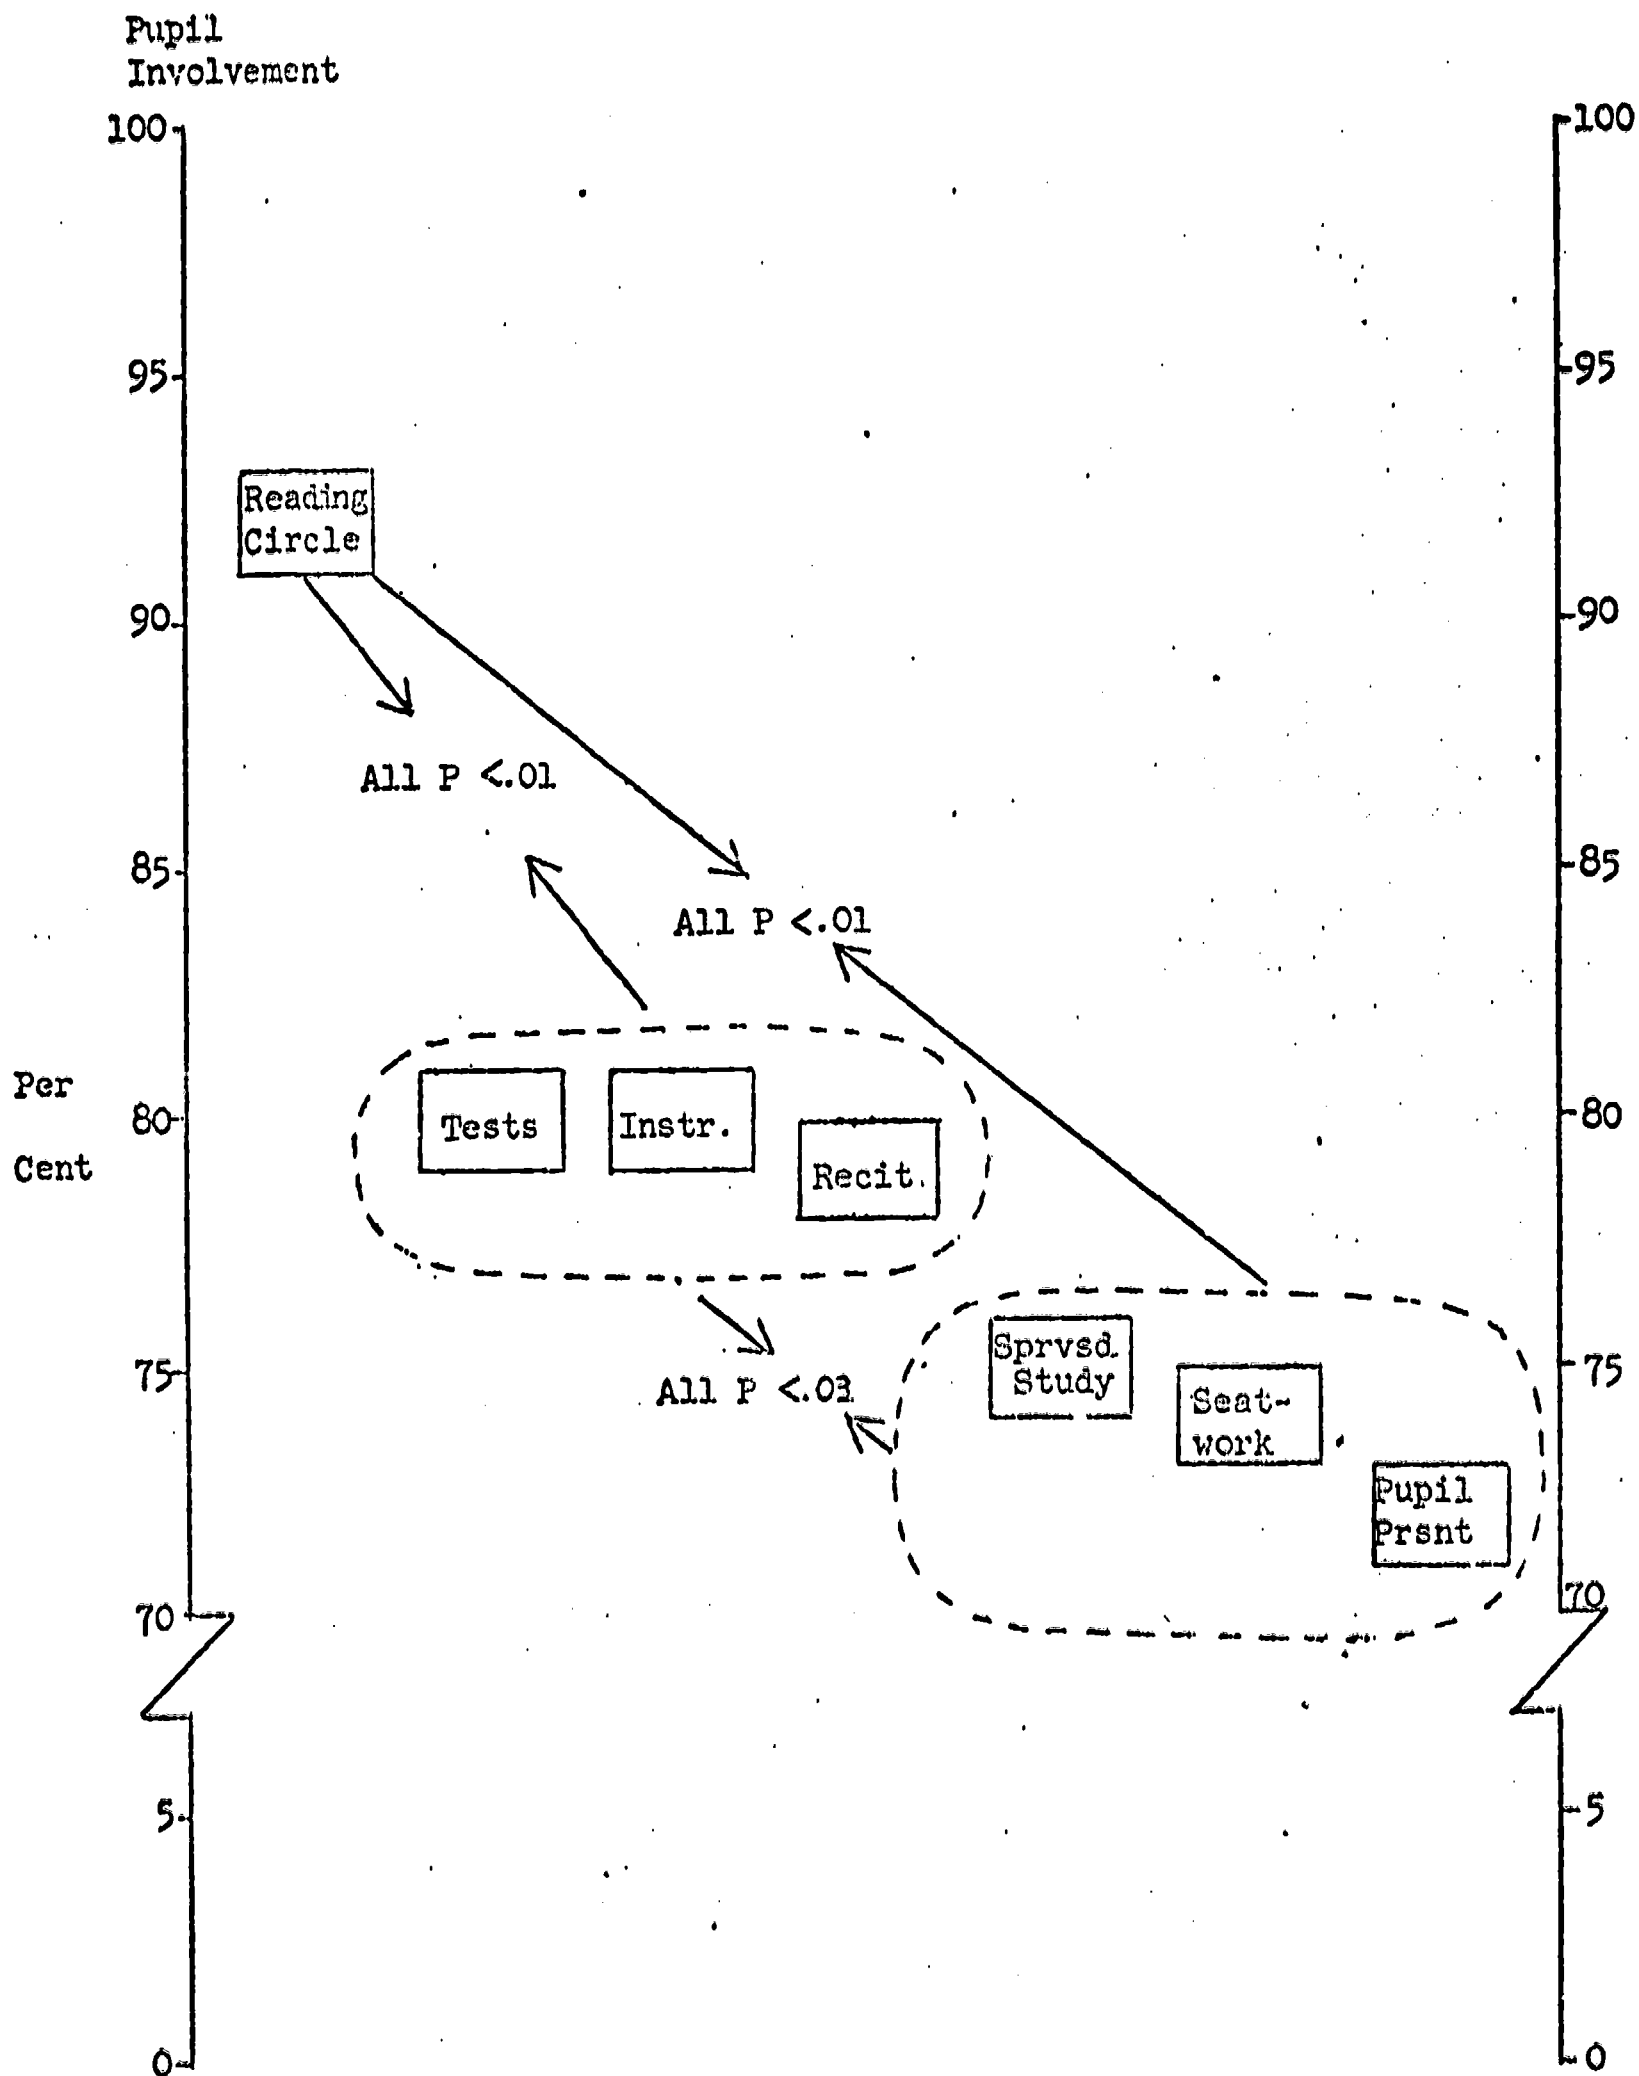 Pupil
Involvement
100
100
95
95
Reading
Circle
90
90
All P <.01
85
85
All P <.01
Per
Cent
80
80
Tests
Instr.
Recit.
75
75
Sprvsd.
Study
All P <.03
Seat-
work
Pupil
Prsnt
70
70
5
5
0
0